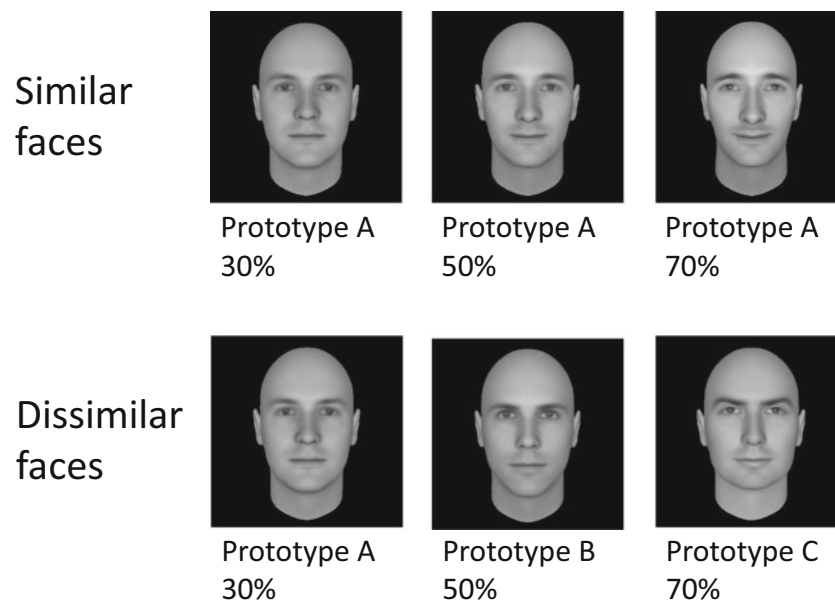 Similar
faces
Prototype A
30%
Prototype A
50%
Prototype A
70%
Dissimilar
faces
Prototype A
30%
Prototype B
50%
Prototype C
70%